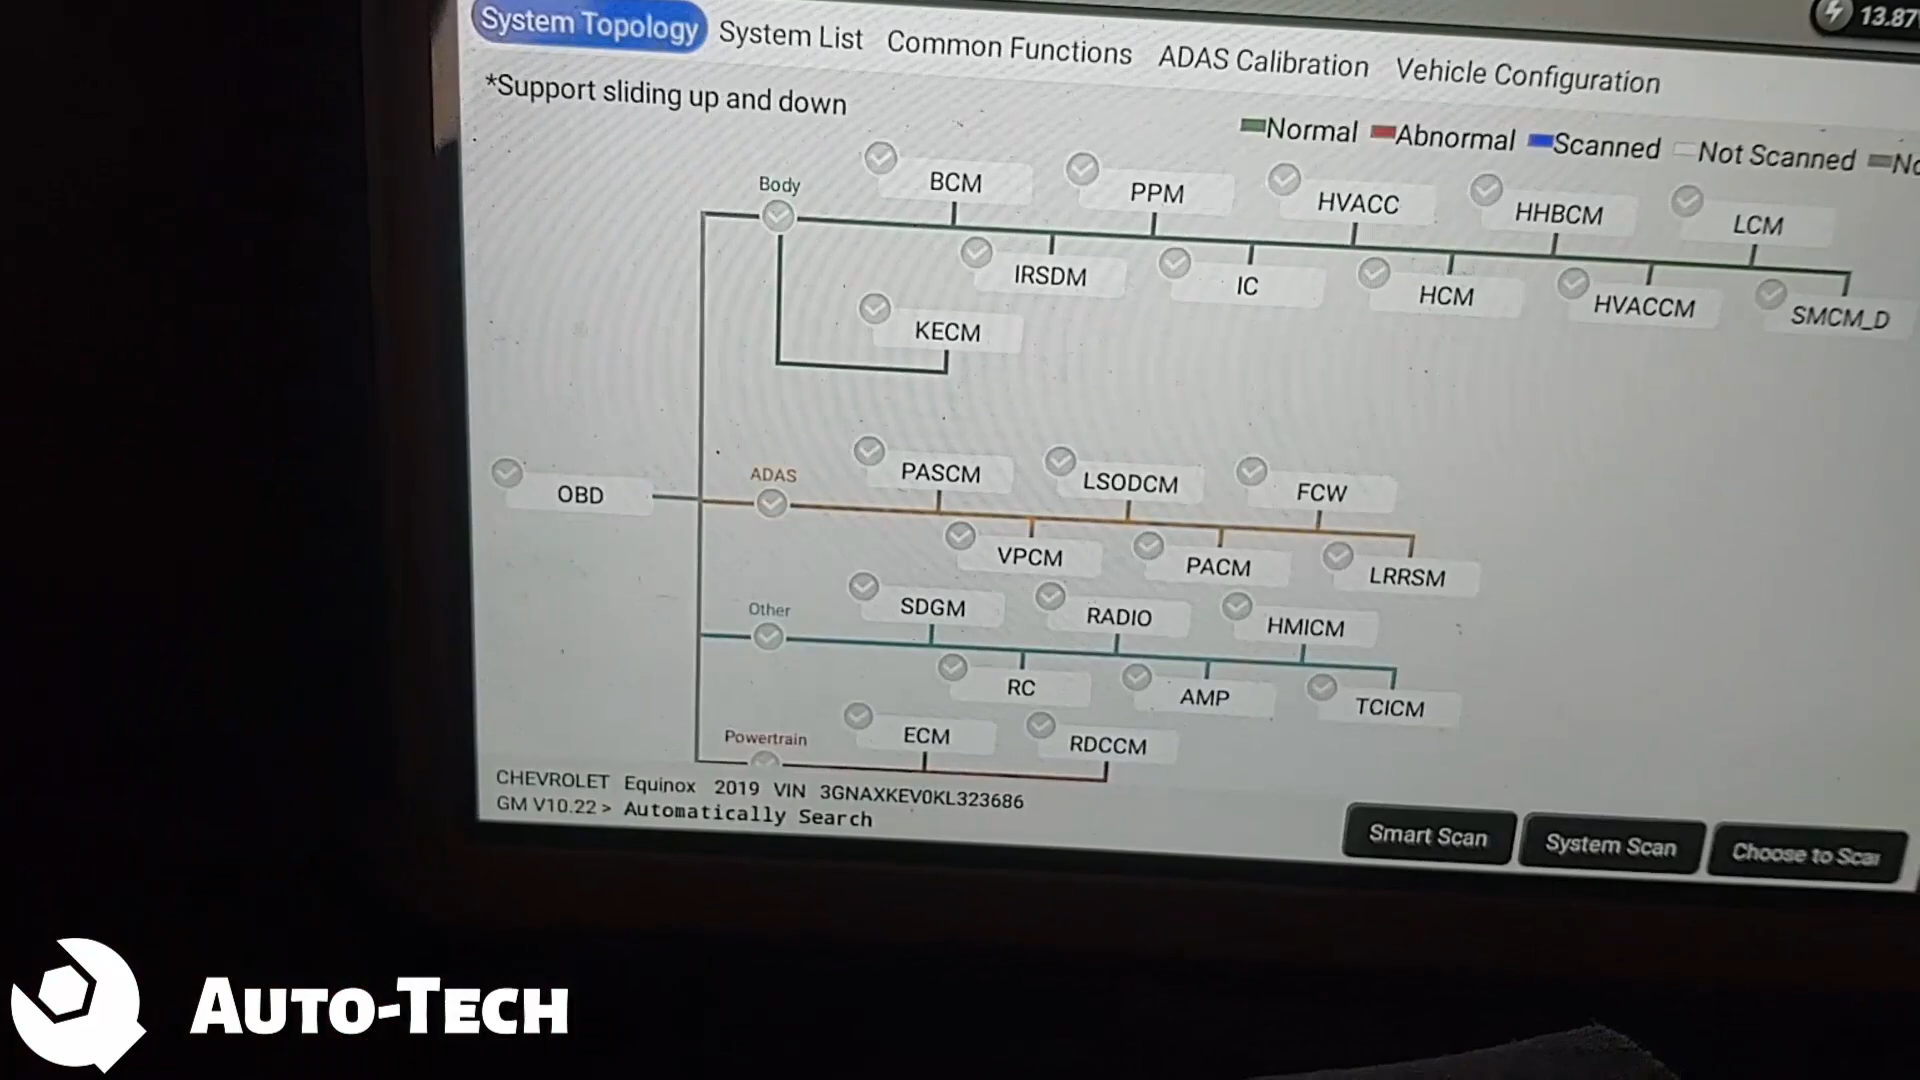 System Topology System List Common Functions ADAS Calibration Vehicle Configuration
13.87
*Support sliding up and down
Normal Abnormal Scanned Not Scanned
Body
BCM PPM HVACC HHBCM LCM
IRSDM IC HCM HVACCM SMCM_D
KECM
OBD
ADAS
PASCM LSODCM FCW
VPCM PACM LRRSM
Other
SDGM RADIO HMICM
RC AMP TCICM
Powertrain
ECM RDCCM
CHEVROLET Equinox 2019 VIN 3GNAXKEV0KL323686
GM V10.22 > Automatically Search
Smart Scan System Scan Choose to Scan
AUTO-TECH